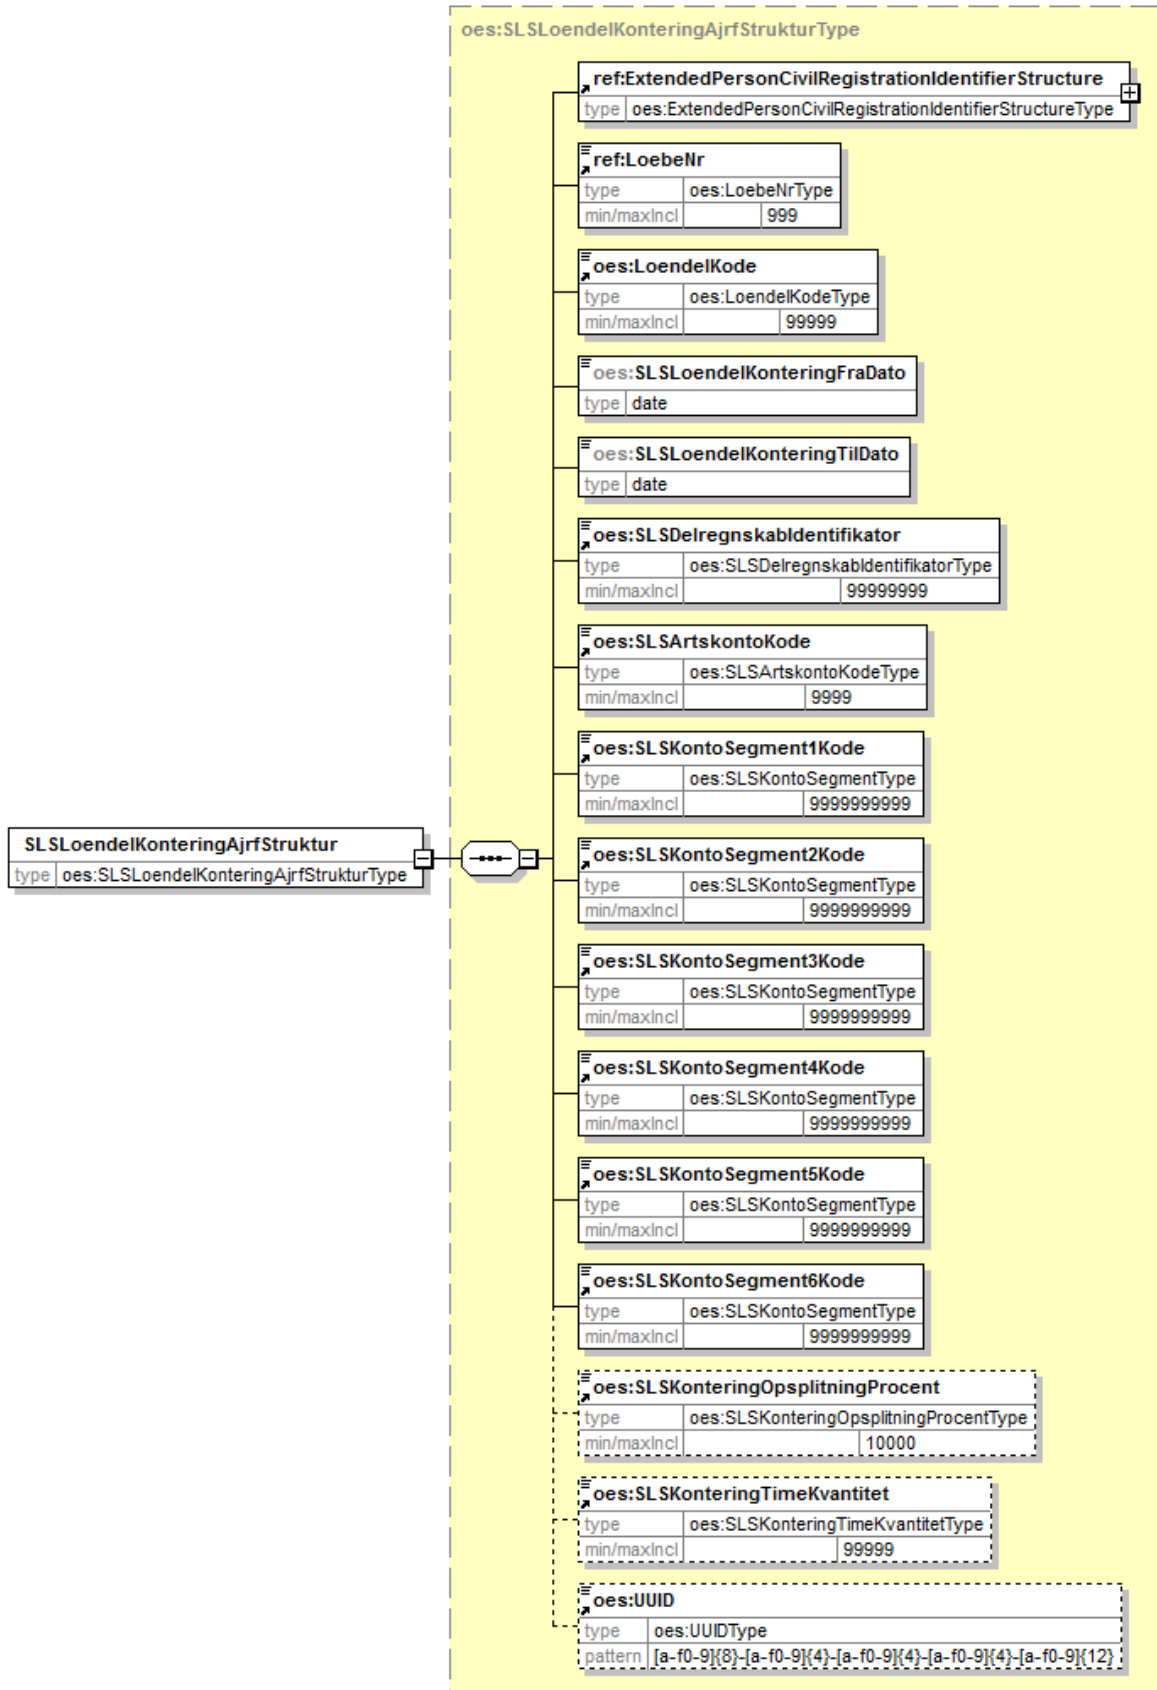 oes:SLSLoendelKonteringAjrfStrukturType
ref:ExtendedPersonCivilRegistrationIdentifierStructure
type oes:ExtendedPersonCivilRegistrationIdentifierStructureType
ref:LoebeNr
type oes:LoebeNrType
min/maxIncl 999
oes:LoendelKode
type oes:LoendelKodeType
min/maxIncl 99999
oes:SLSLoendelKonteringFraDato
type date
oes:SLSLoendelKonteringTilDato
type date
oes:SLSDelregnskabIdentifikator
type oes:SLSDelregnskabIdentifikatorType
min/maxIncl 99999999
oes:SLSArtskontoKode
type oes:SLSArtskontoKodeType
min/maxIncl 9999
oes:SLSKontoSegment1Kode
type oes:SLSKontoSegmentType
min/maxIncl 9999999999
SLSLoendelKonteringAjrfStruktur
type oes:SLSLoendelKonteringAjrfStrukturType
oes:SLSKontoSegment2Kode
type oes:SLSKontoSegmentType
min/maxIncl 9999999999
oes:SLSKontoSegment3Kode
type oes:SLSKontoSegmentType
min/maxIncl 9999999999
oes:SLSKontoSegment4Kode
type oes:SLSKontoSegmentType
min/maxIncl 9999999999
oes:SLSKontoSegment5Kode
type oes:SLSKontoSegmentType
min/maxIncl 9999999999
oes:SLSKontoSegment6Kode
type oes:SLSKontoSegmentType
min/maxIncl 9999999999
oes:SLSKonteringOpsplitningProcent
type oes:SLSKonteringOpsplitningProcentType
min/maxIncl 10000
oes:SLSKonteringTimeKvantitet
type oes:SLSKonteringTimeKvantitetType
min/maxIncl 99999
oes:UUID
type oes:UUIDType
pattern [a-f0-9]{8}-[a-f0-9]{4}-[a-f0-9]{4}-[a-f0-9]{4}-[a-f0-9]{12}